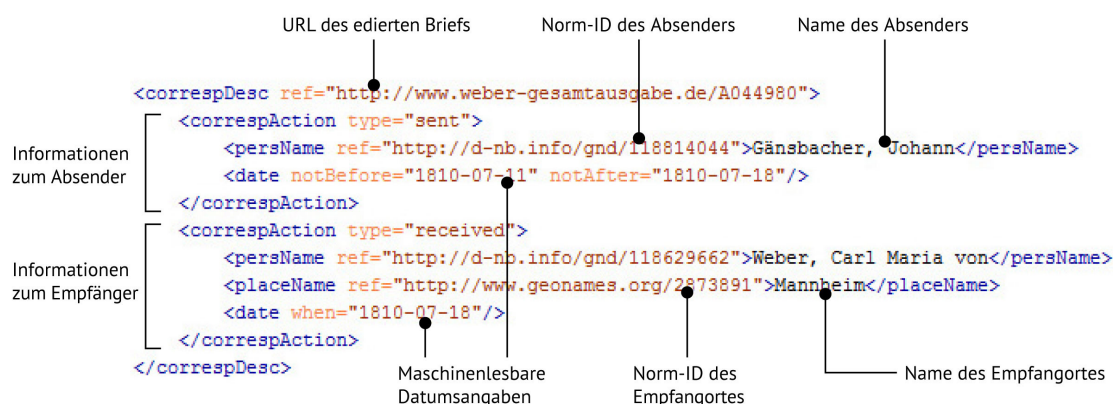 URL des edierten Briefs
Norm-ID des Absenders
Name des Absenders
<correspDesc ref="http://www.weber-gesamtausgabe.de/A044980">
<correspAction type="sent">
<persName ref="http://d-nb.info/gnd/118814044">Gänsbacher, Johann</persName>
<date notBefore="1810-07-11" notAfter="1810-07-18"/>
</correspAction>
Informationen
zum Absender
<correspAction type="received">
<persName ref="http://d-nb.info/gnd/118629662">Weber, Carl Maria von</persName>
<placeName ref="http://www.geonames.org/2873891">Mannheim</placeName>
<date when="1810-07-18"/>
</correspAction>
Informationen
zum Empfänger
</correspDesc>
Maschinenlesbare
Datumsangaben
Norm-ID des
Empfangortes
Name des Empfangortes